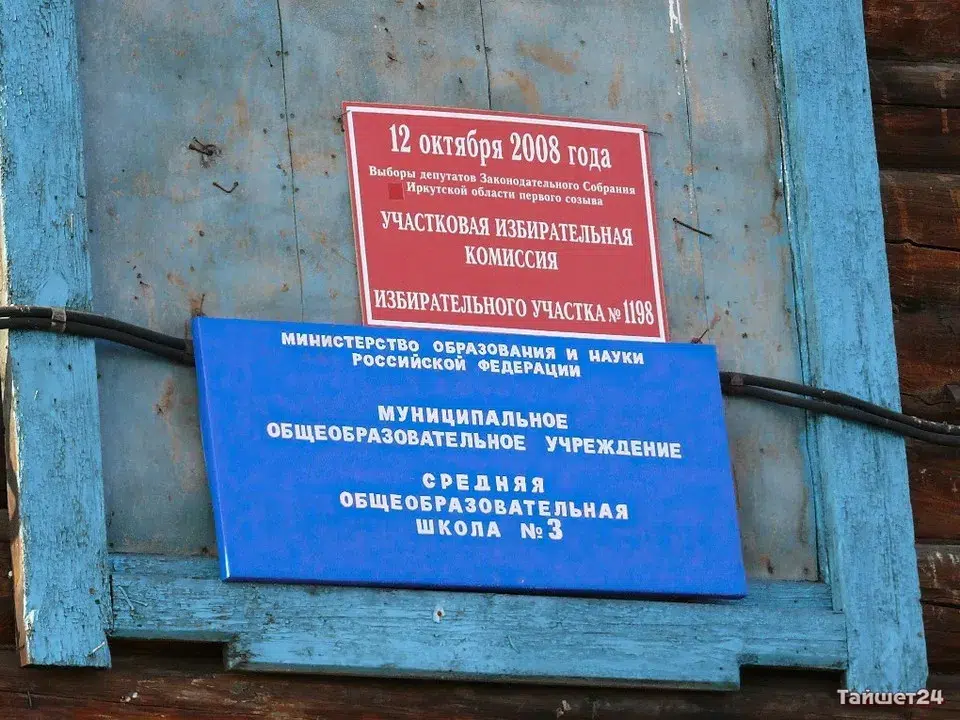 12 октября 2008 года
Выборы депутатов Законодательного Собрания
Иркутской области первого созыва
УЧАСТКОВАЯ ИЗБИРАТЕЛЬНАЯ
КОМИССИЯ
ИЗБИРАТЕЛЬНОГО УЧАСТКА № 1198
МИНИСТЕРСТВО ОБРАЗОВАНИЯ И НАУКИ
РОССИЙСКОЙ ФЕДЕРАЦИИ
МУНИЦИПАЛЬНОЕ
ОБЩЕОБРАЗОВАТЕЛЬНОЕ УЧРЕЖДЕНИЕ
СРЕДНЯЯ
ОБЩЕОБРАЗОВАТЕЛЬНАЯ
ШКОЛА №3
Тайшет24